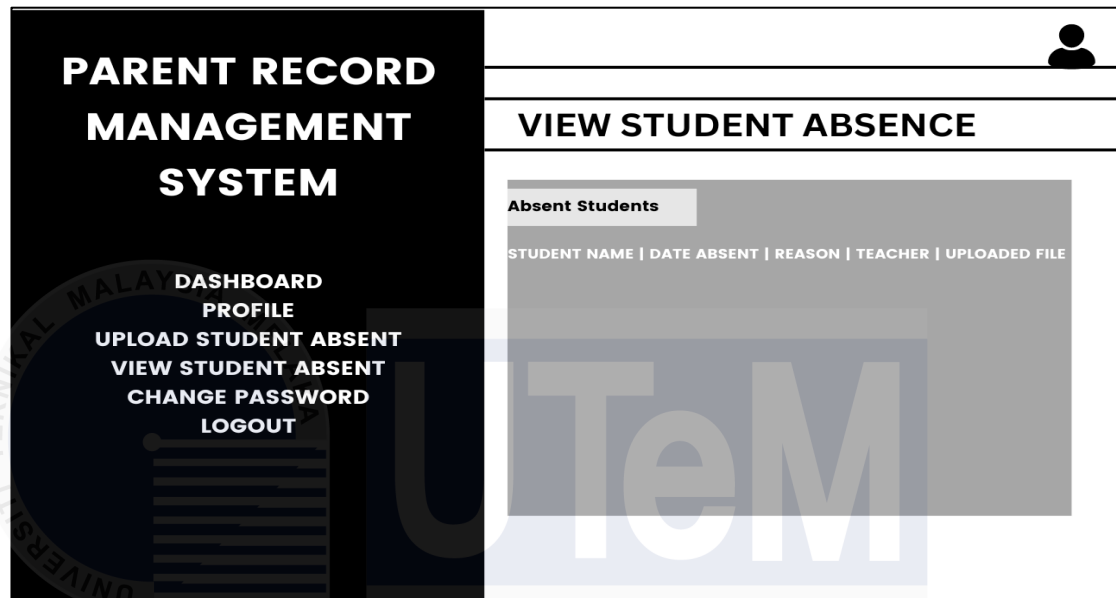 PARENT RECORD
MANAGEMENT
SYSTEM
DASHBOARD
PROFILE
UPLOAD STUDENT ABSENT
VIEW STUDENT ABSENT
CHANGE PASSWORD
LOGOUT
VIEW STUDENT ABSENCE
Absent Students
STUDENT NAME | DATE ABSENT | REASON | TEACHER | UPLOADED FILE
MALAYSIA
UTeM